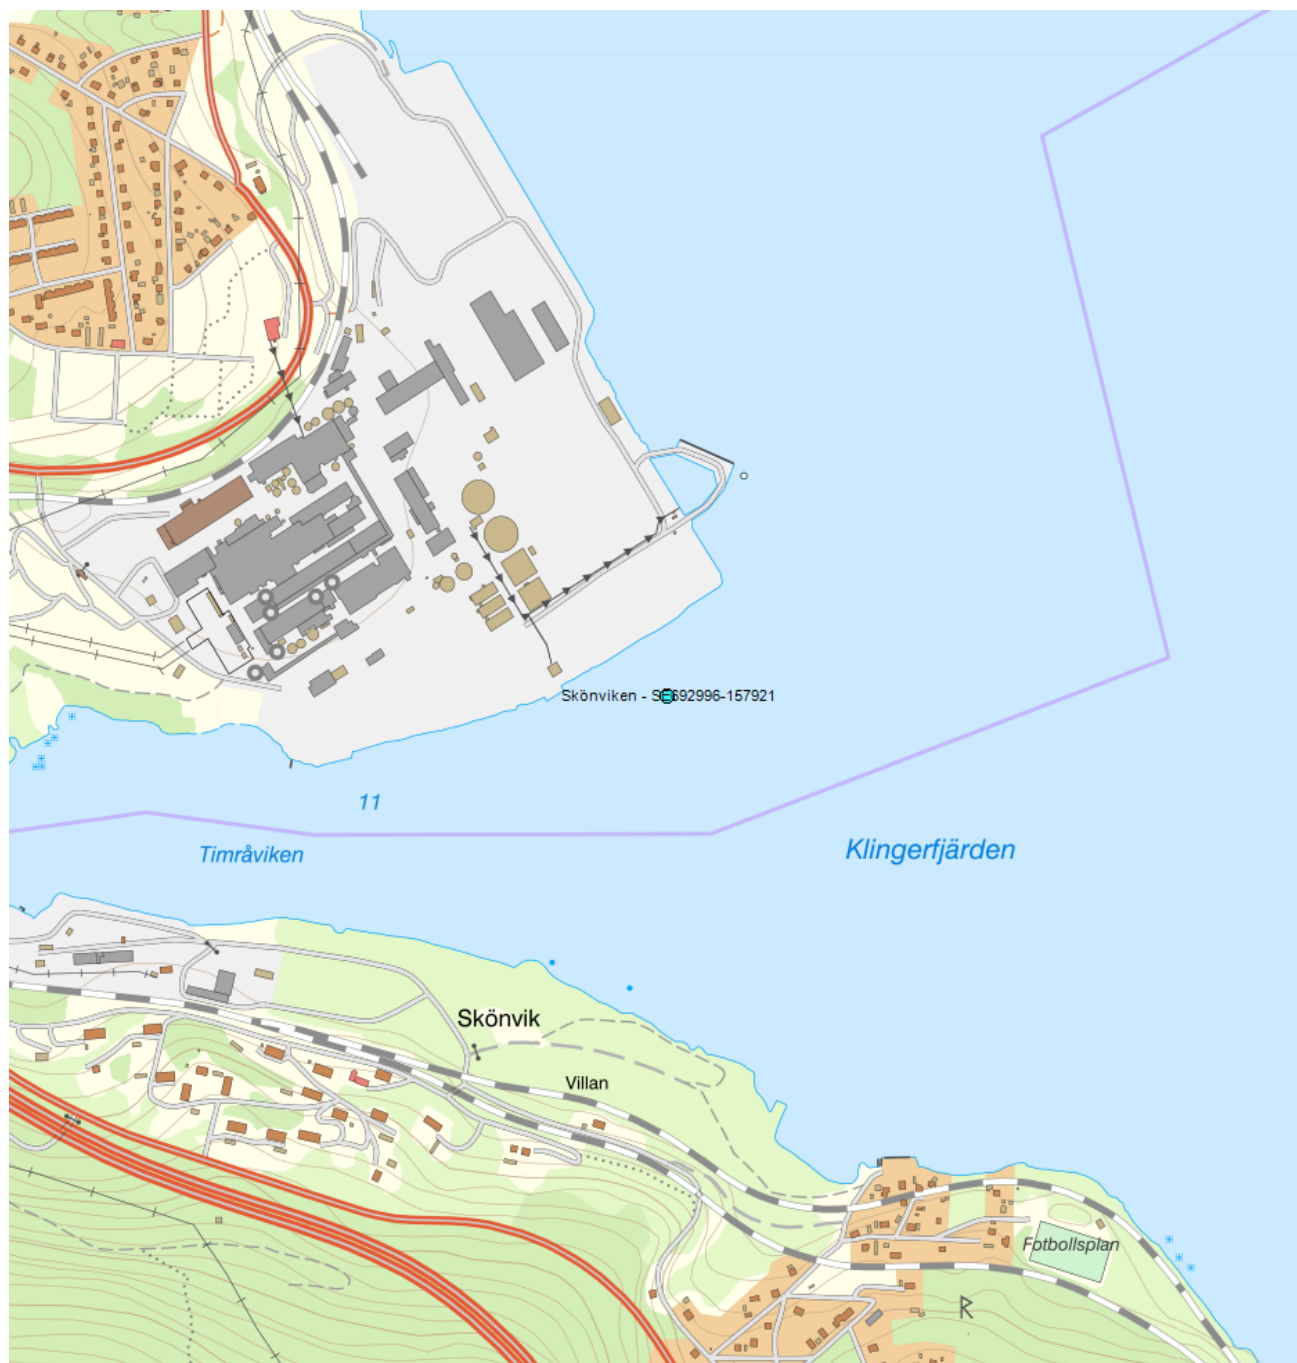 Skönviken - SE692996-157921
11
Timråviken
Klingerfjärden
Skönvik
Villan
Fotbollsplan
R